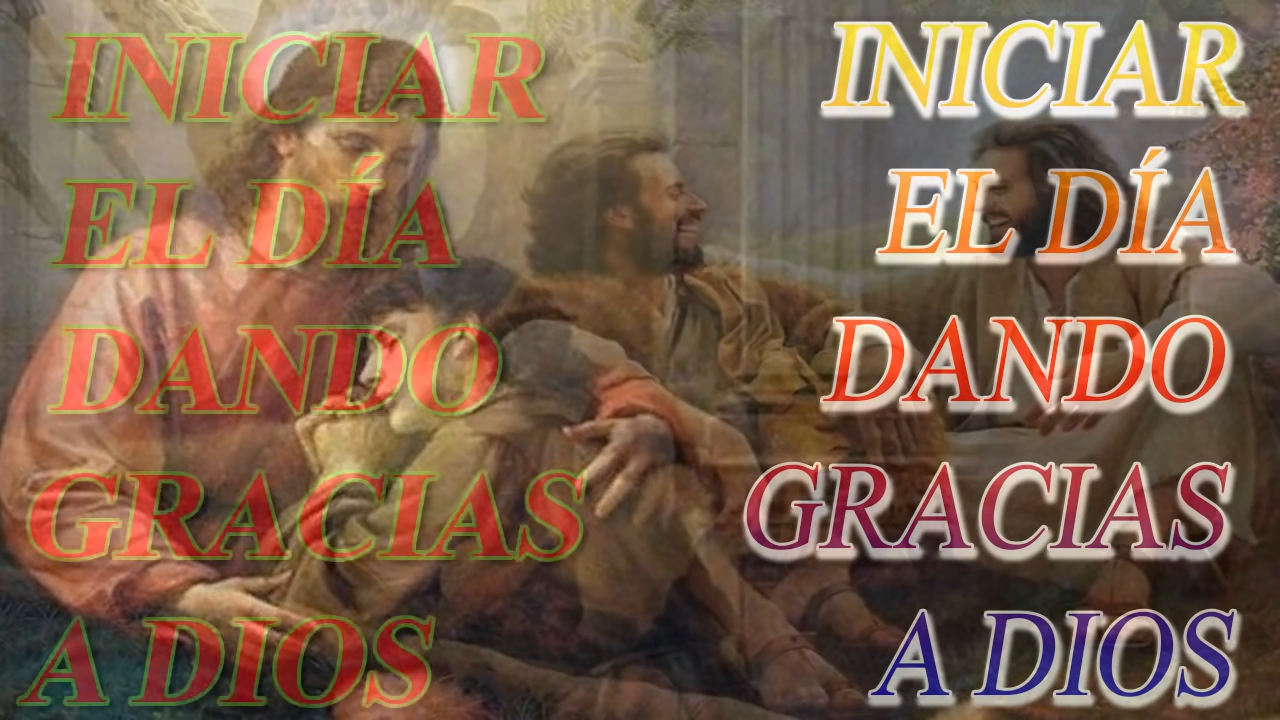 INICIAR
EL DÍA
DANDO
GRACIAS
A DIOS
INICIAR
EL DÍA
DANDO
GRACIAS
A DIOS